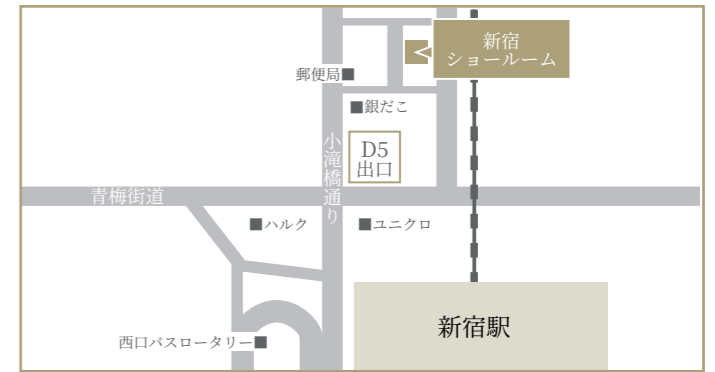 新宿
ショールーム
郵便局■
■銀だこ
D5
出口
小滝橋通り
青梅街道
■ハルク
■ユニクロ
新宿駅
西口バスロータリー■